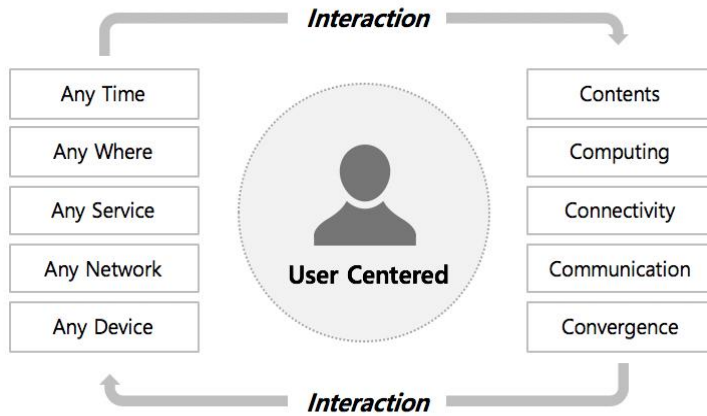 Interaction
Any Time
Any Where
Any Service
Any Network
Any Device
User Centered
Contents
Computing
Connectivity
Communication
Convergence
Interaction